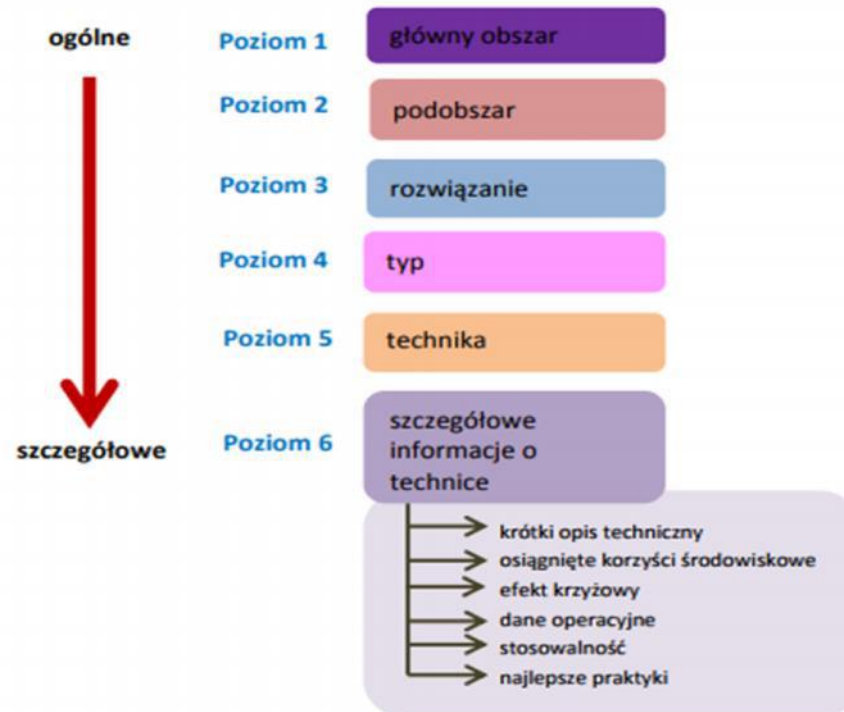 ogólne
Poziom 1
główny obszar
Poziom 2
podobszar
Poziom 3
rozwiązanie
Poziom 4
typ
Poziom 5
technika
szczegółowe
Poziom 6
szczegółowe
informacje o
technice
krótki opis techniczny
osiągnięte korzyści środowiskowe
efekt krzyżowy
dane operacyjne
stosowalność
najlepsze praktyki